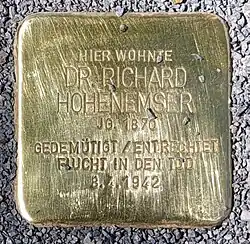 HIER WOHNTE
DR. RICHARD
HOHENEMSER
JG. 1870
GEDEMÜTIGT / ENTRECHTET
FLUCHT IN DEN TOD
8.4.1942